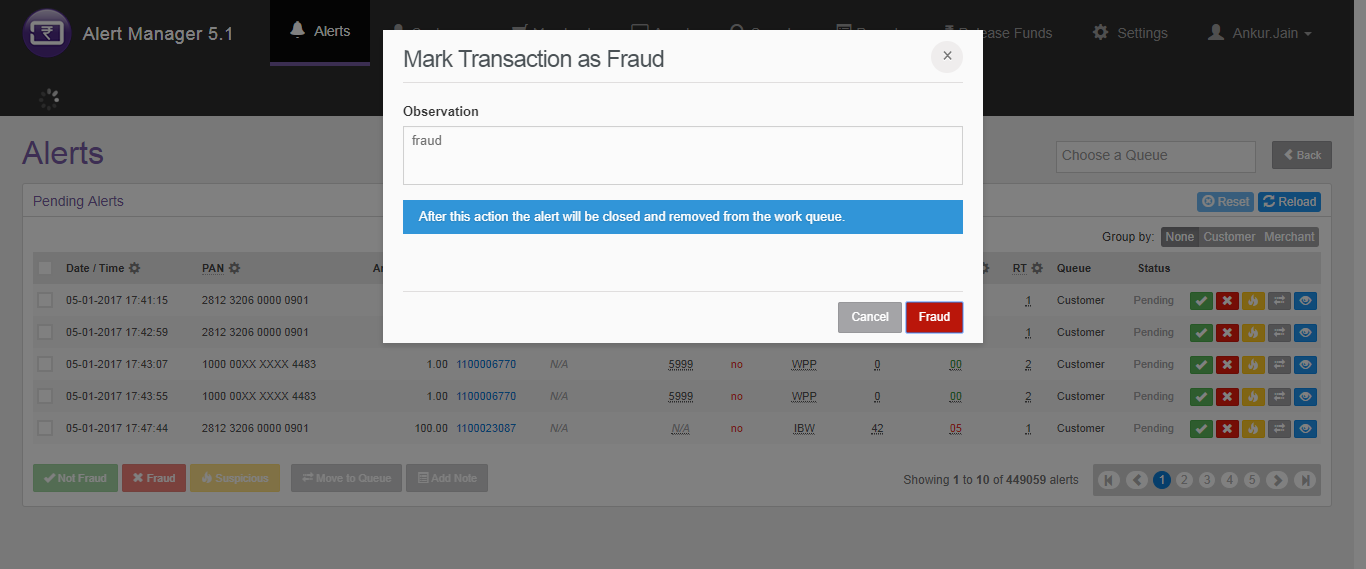 Alert Manager 5.1
Alerts
Release Funds
Settings
Ankur.Jain
Mark Transaction as Fraud
×
Observation
fraud
After this action the alert will be closed and removed from the work queue.
Cancel
Fraud
Alerts
Choose a Queue
Back
Pending Alerts
Reset
Reload
Group by: None Customer Merchant
Date / Time PAN RT Queue Status
05-01-2017 17:41:15 2812 3206 0000 0901 1 Customer Pending
05-01-2017 17:42:59 2812 3206 0000 0901 1 Customer Pending
05-01-2017 17:43:07 1000 00XX XXXX 4483 1.00 1100006770 N/A 5999 no WPP 0 00 2 Customer Pending
05-01-2017 17:43:55 1000 00XX XXXX 4483 1.00 1100006770 N/A 5999 no WPP 0 00 2 Customer Pending
05-01-2017 17:47:44 2812 3206 0000 0901 100.00 1100023087 N/A N/A no IBW 42 05 1 Customer Pending
Not Fraud Fraud Suspicious Move to Queue Add Note
Showing 1 to 10 of 449059 alerts
1 2 3 4 5